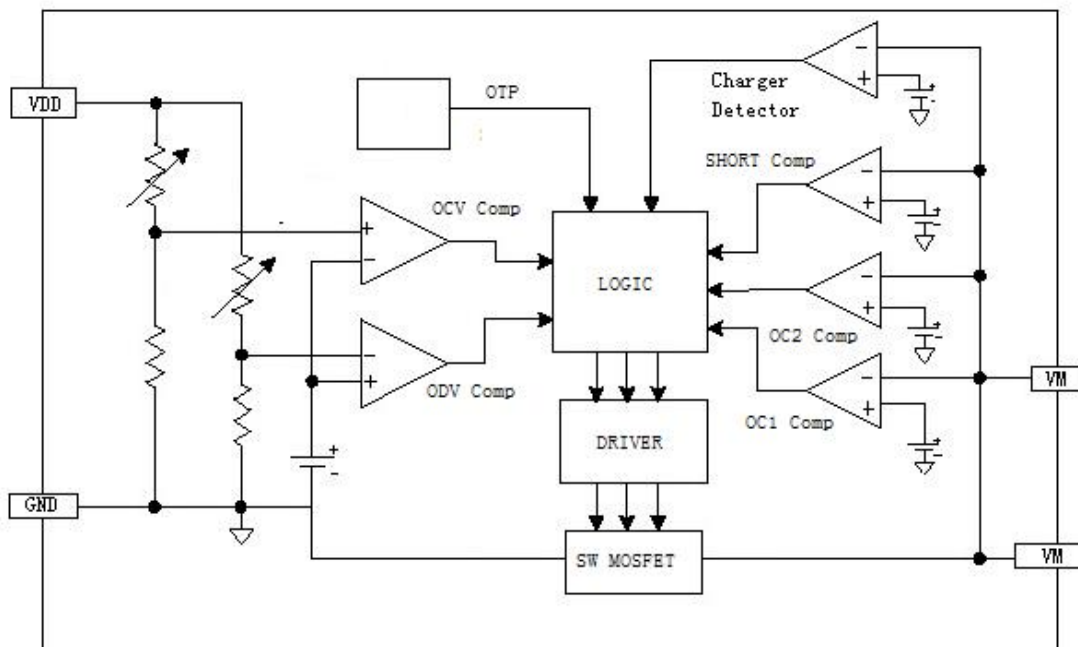 OTP
Charger
Detector
VDD
SHORT Comp
OCV Comp
+
-
LOGIC
OC2 Comp
ODV Comp
-
+
VM
OC1 Comp
DRIVER
GND
SW MOSFET
VM
-
+
+
-
-
+
+
-
-
+
+
-
-
+
+
-
+
-